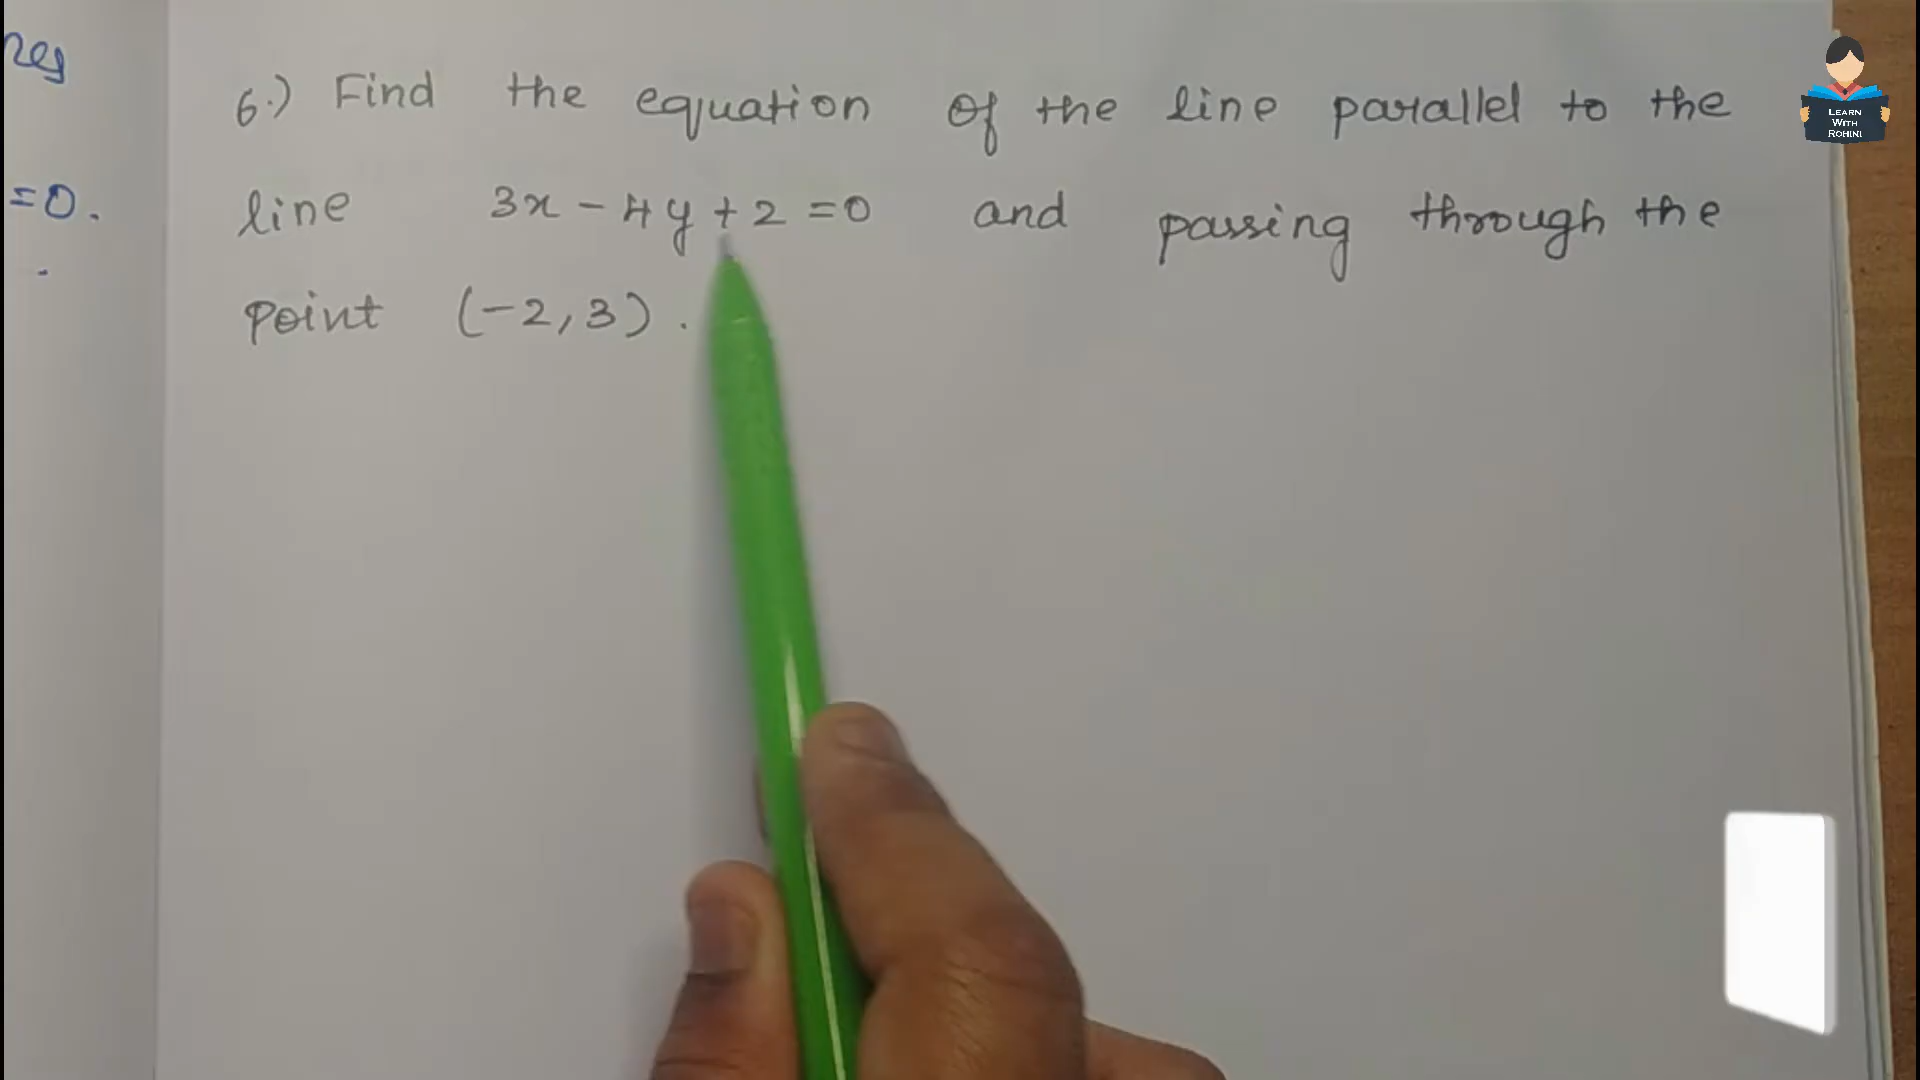 =0.
6.) Find the equation of the line parallel to the
line 3x - 4y + 2 = 0 and passing through the
point (-2, 3).
LEARN
WITH
ROHINI